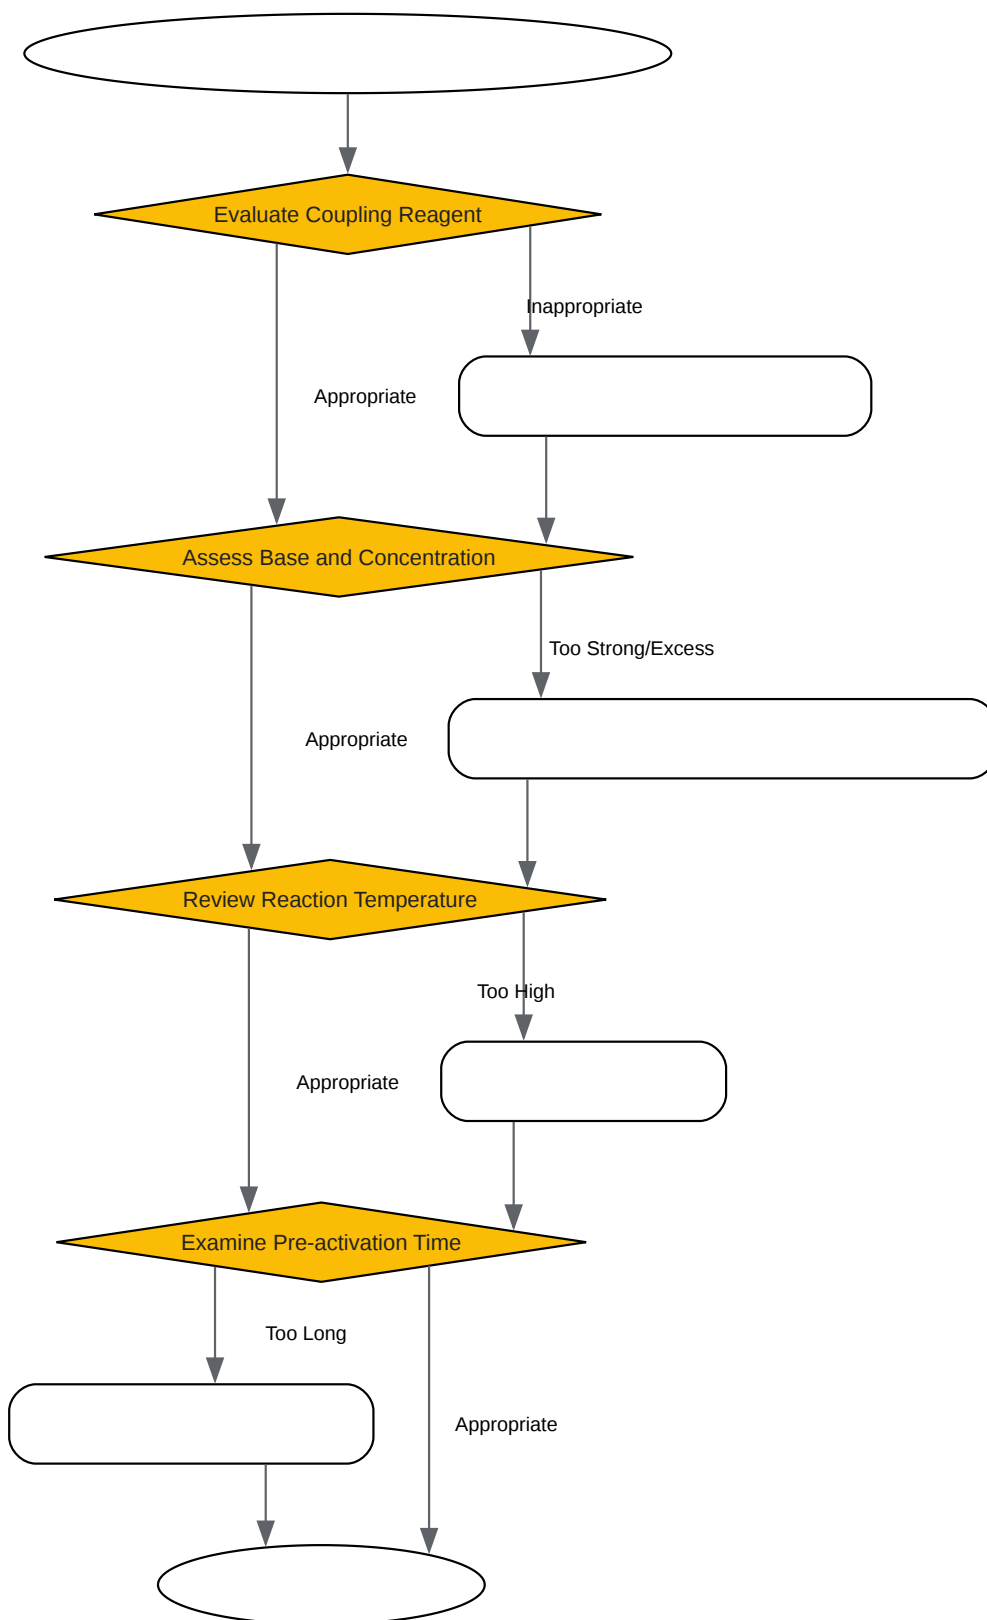 Evaluate Coupling Reagent
Inappropriate
Appropriate
Assess Base and Concentration
Too Strong/Excess
Appropriate
Review Reaction Temperature
Too High
Appropriate
Examine Pre-activation Time
Too Long
Appropriate